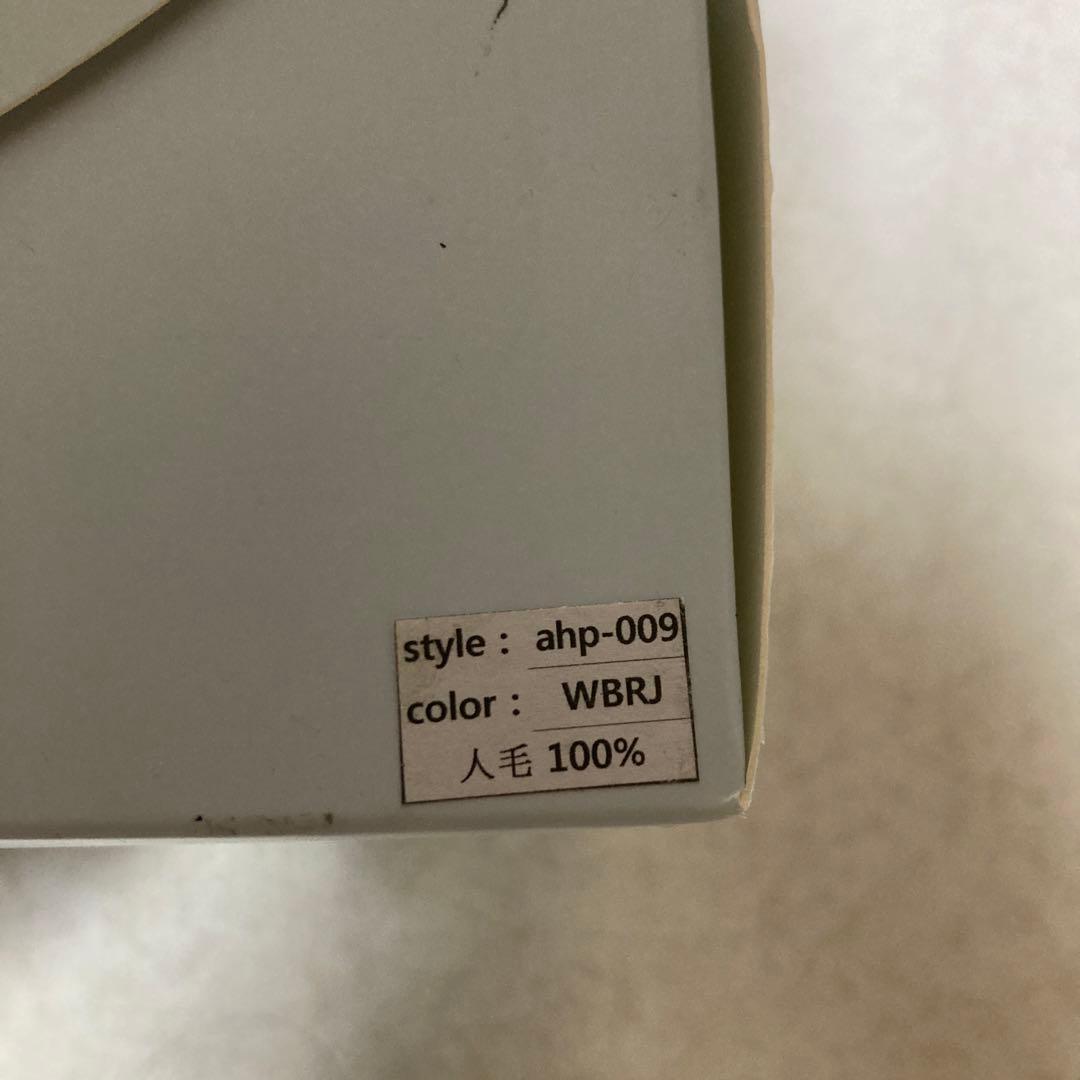 style： ahp-009
color： WBRJ
人毛 100%